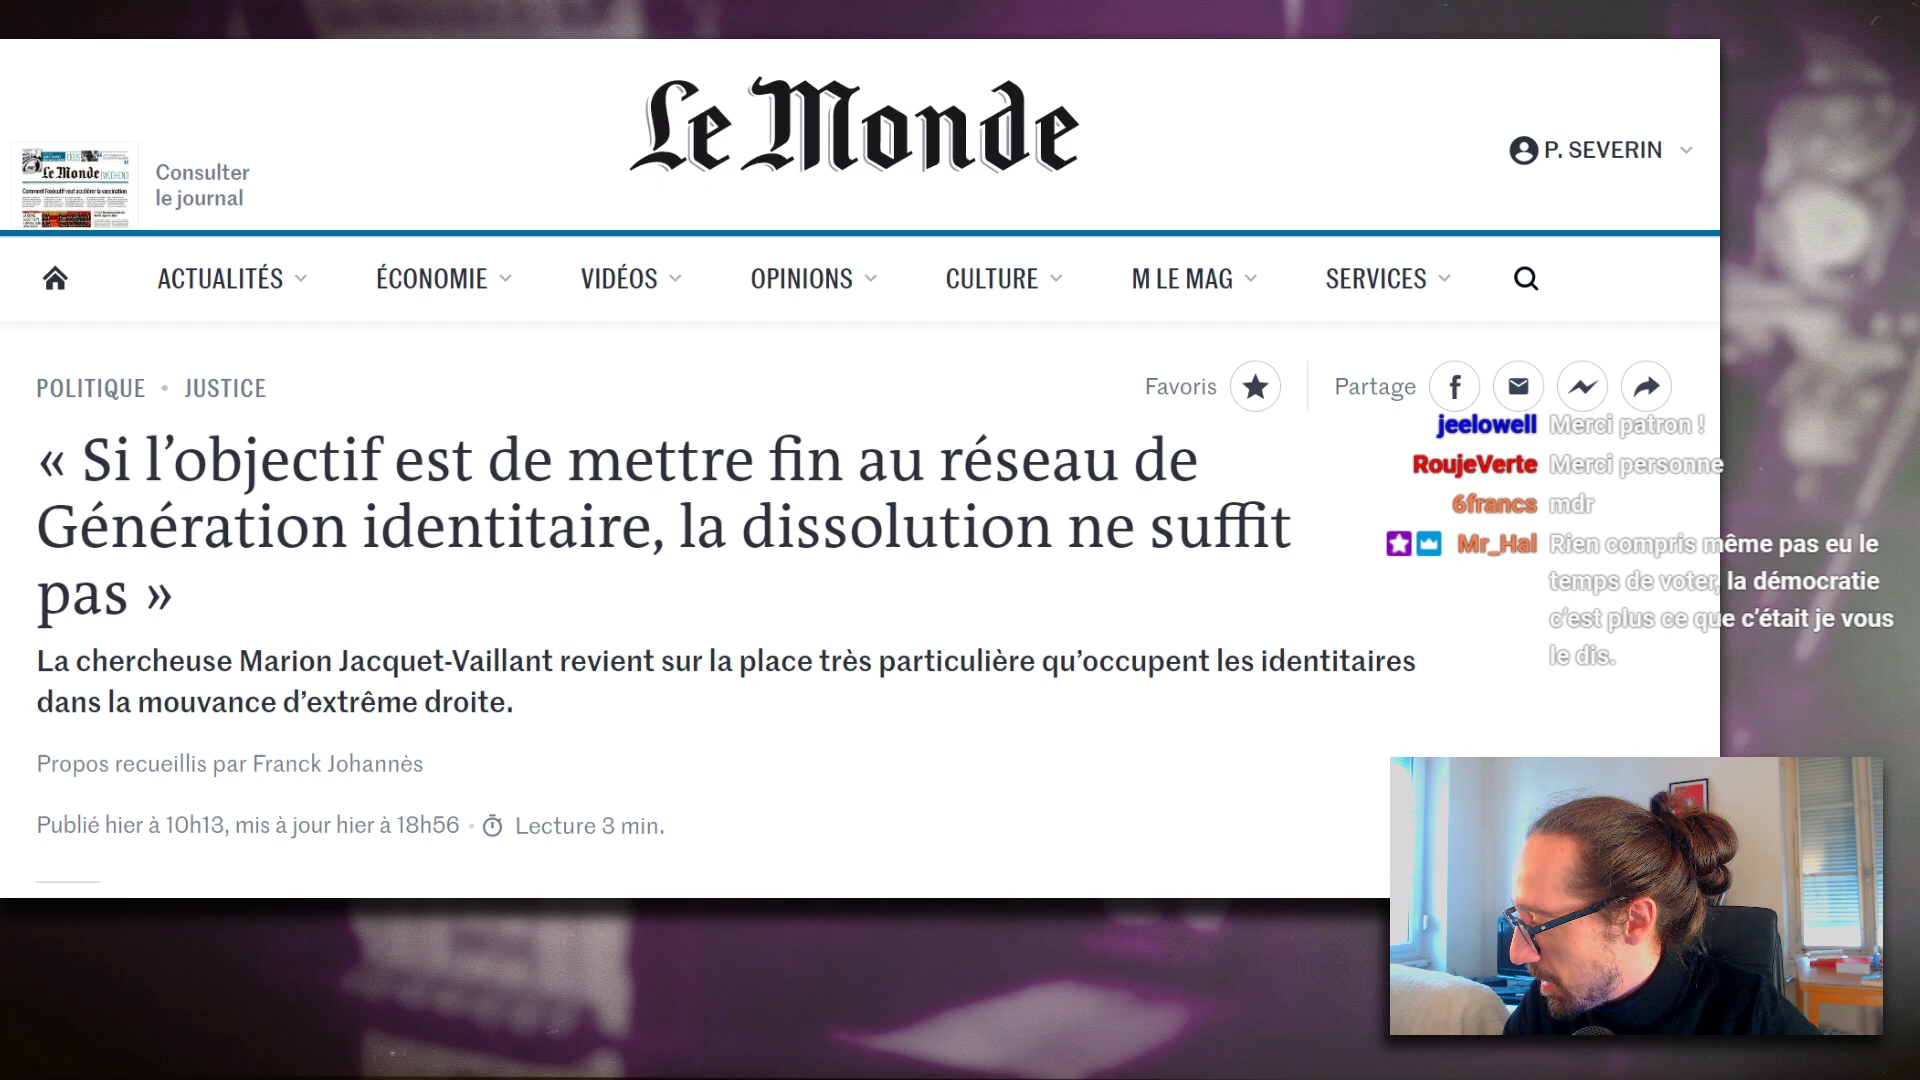 Le Monde
Consulter
le journal
Le Monde
P. SEVERIN
ACTUALITÉS
ÉCONOMIE
VIDÉOS
OPINIONS
CULTURE
M LE MAG
SERVICES
POLITIQUE • JUSTICE
Favoris
Partage
« Si l’objectif est de mettre fin au réseau de
Génération identitaire, la dissolution ne suffit
pas »
La chercheuse Marion Jacquet-Vaillant revient sur la place très particulière qu’occupent les identitaires
dans la mouvance d’extrême droite.
Propos recueillis par Franck Johannès
Publié hier à 10h13, mis à jour hier à 18h56 • Lecture 3 min.
jeelowell Merci patron !
RoujeVerte Merci personne
6francs mdr
Mr_Hal Rien compris même pas eu le
temps de voter, la démocratie
c’est plus ce que c’était je vous
le dis.